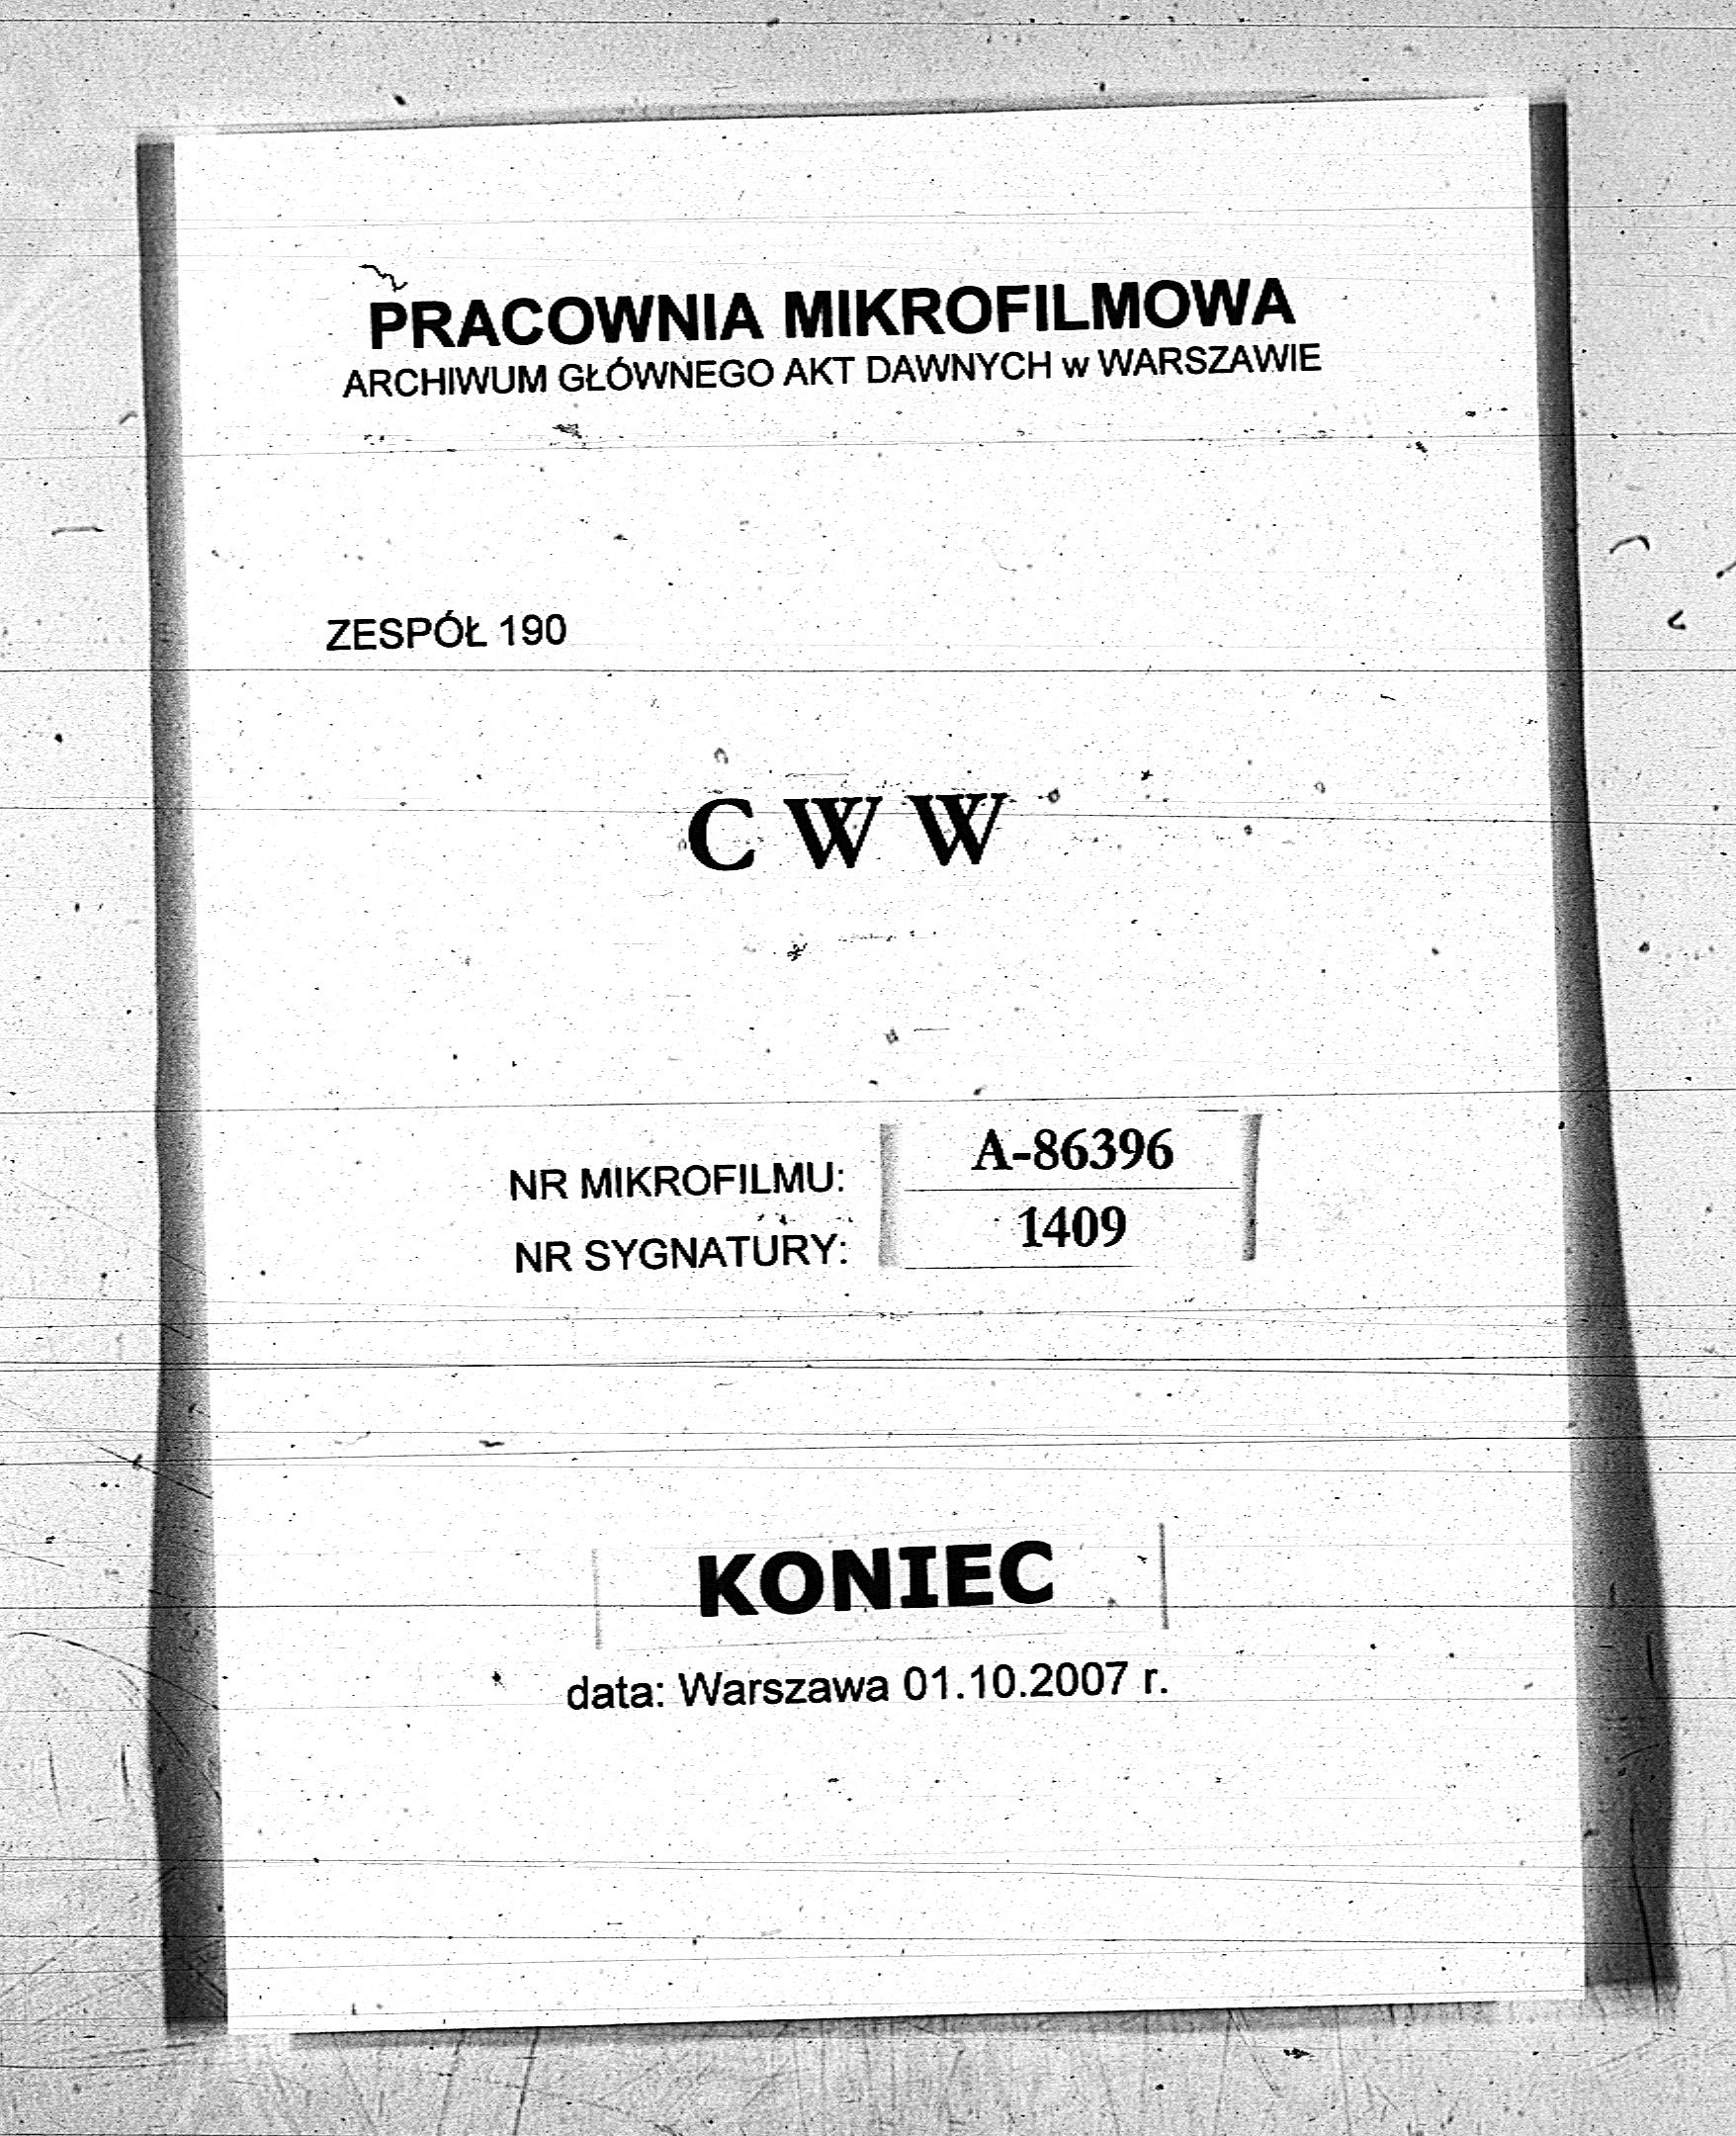 PRACOWNIA MIKROFILMOWA
ARCHIWUM GŁÓWNEGO AKT DAWNYCH w WARSZAWIE
ZESPÓŁ 190
C W W
NR MIKROFILMU: A-86396
NR SYGNATURY: 1409
KONIEC
data: Warszawa 01.10.2007 r.